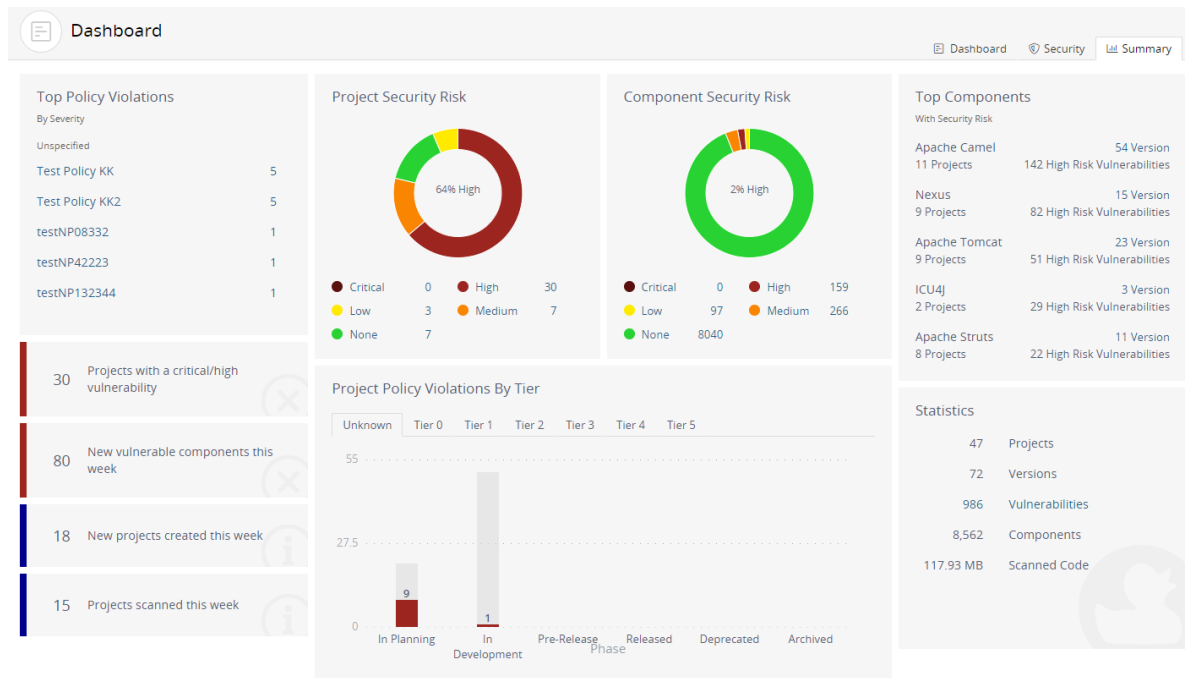 Dashboard
Dashboard Security Summary
Top Policy Violations
By Severity
Unspecified
Test Policy KK 5
Test Policy KK2 5
testNP08332 1
testNP42223 1
testNP132344 1
30 Projects with a critical/high
vulnerability
80 New vulnerable components this
week
18 New projects created this week
15 Projects scanned this week
Project Security Risk
64% High
Critical 0 High 30
Low 3 Medium 7
None 7
Component Security Risk
2% High
Critical 0 High 159
Low 97 Medium 266
None 8040
Project Policy Violations By Tier
Unknown Tier 0 Tier 1 Tier 2 Tier 3 Tier 4 Tier 5
55
27.5
0
9
1
In Planning In Development Pre-Release Released Deprecated Archived
Phase
Top Components
With Security Risk
Apache Camel 54 Version
11 Projects 142 High Risk Vulnerabilities
Nexus 15 Version
9 Projects 82 High Risk Vulnerabilities
Apache Tomcat 23 Version
9 Projects 51 High Risk Vulnerabilities
ICU4J 3 Version
2 Projects 29 High Risk Vulnerabilities
Apache Struts 11 Version
8 Projects 22 High Risk Vulnerabilities
Statistics
47 Projects
72 Versions
986 Vulnerabilities
8,562 Components
117.93 MB Scanned Code